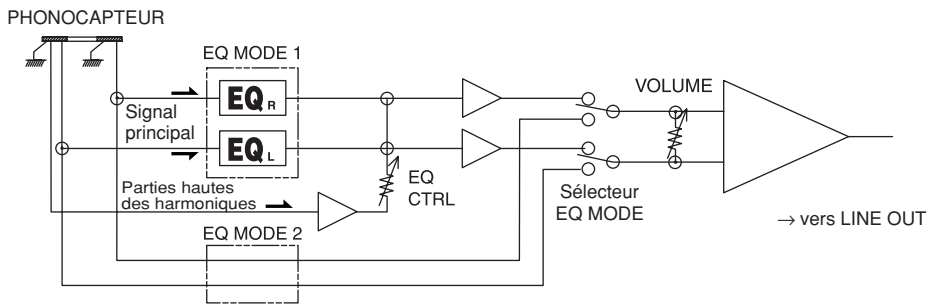 PHONOCAPTEUR
EQ MODE 1
EQ R
Signal
principal
EQ L
Parties hautes
des harmoniques
EQ
CTRL
EQ MODE 2
Sélecteur
EQ MODE
VOLUME
→ vers LINE OUT